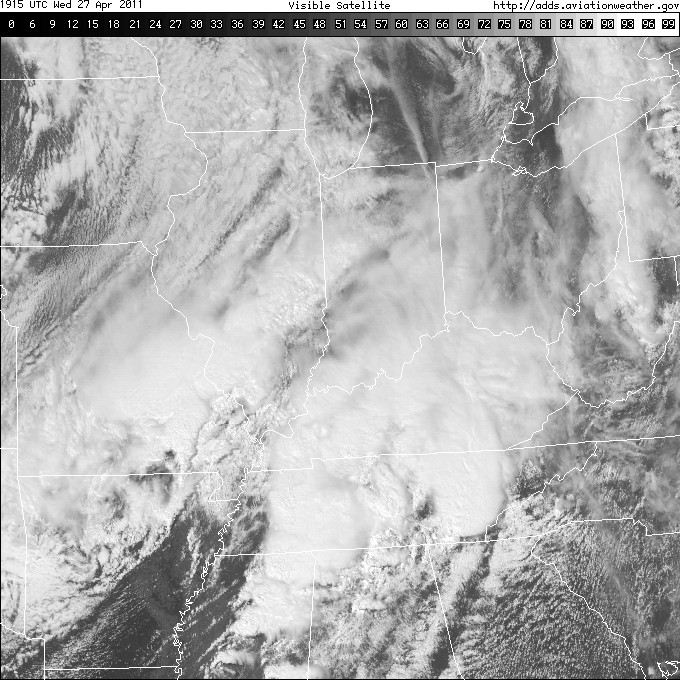 1915 UTC Wed 27 Apr 2011 Visible Satellite http://adds.aviationweather.gov
0 6 9 12 15 18 21 24 27 30 33 36 39 42 45 48 51 54 57 60 63 66 69 72 75 78 81 84 87 90 93 96 99